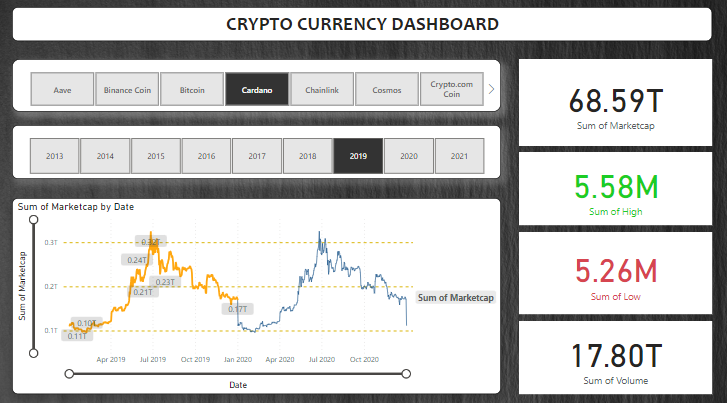 CRYPTO CURRENCY DASHBOARD
Aave
Binance Coin
Bitcoin
Cardano
Chainlink
Cosmos
Crypto.com
Coin
2013
2014
2015
2016
2017
2018
2019
2020
2021
68.59T
Sum of Marketcap
5.58M
Sum of High
5.26M
Sum of Low
17.80T
Sum of Volume
Sum of Marketcap by Date
Sum of Marketcap
0.3T
0.2T
0.1T
0.24T
0.23T
0.21T
0.17T
0.10T
0.11T
Sum of Marketcap
Apr 2019
Jul 2019
Oct 2019
Jan 2020
Apr 2020
Jul 2020
Oct 2020
Date